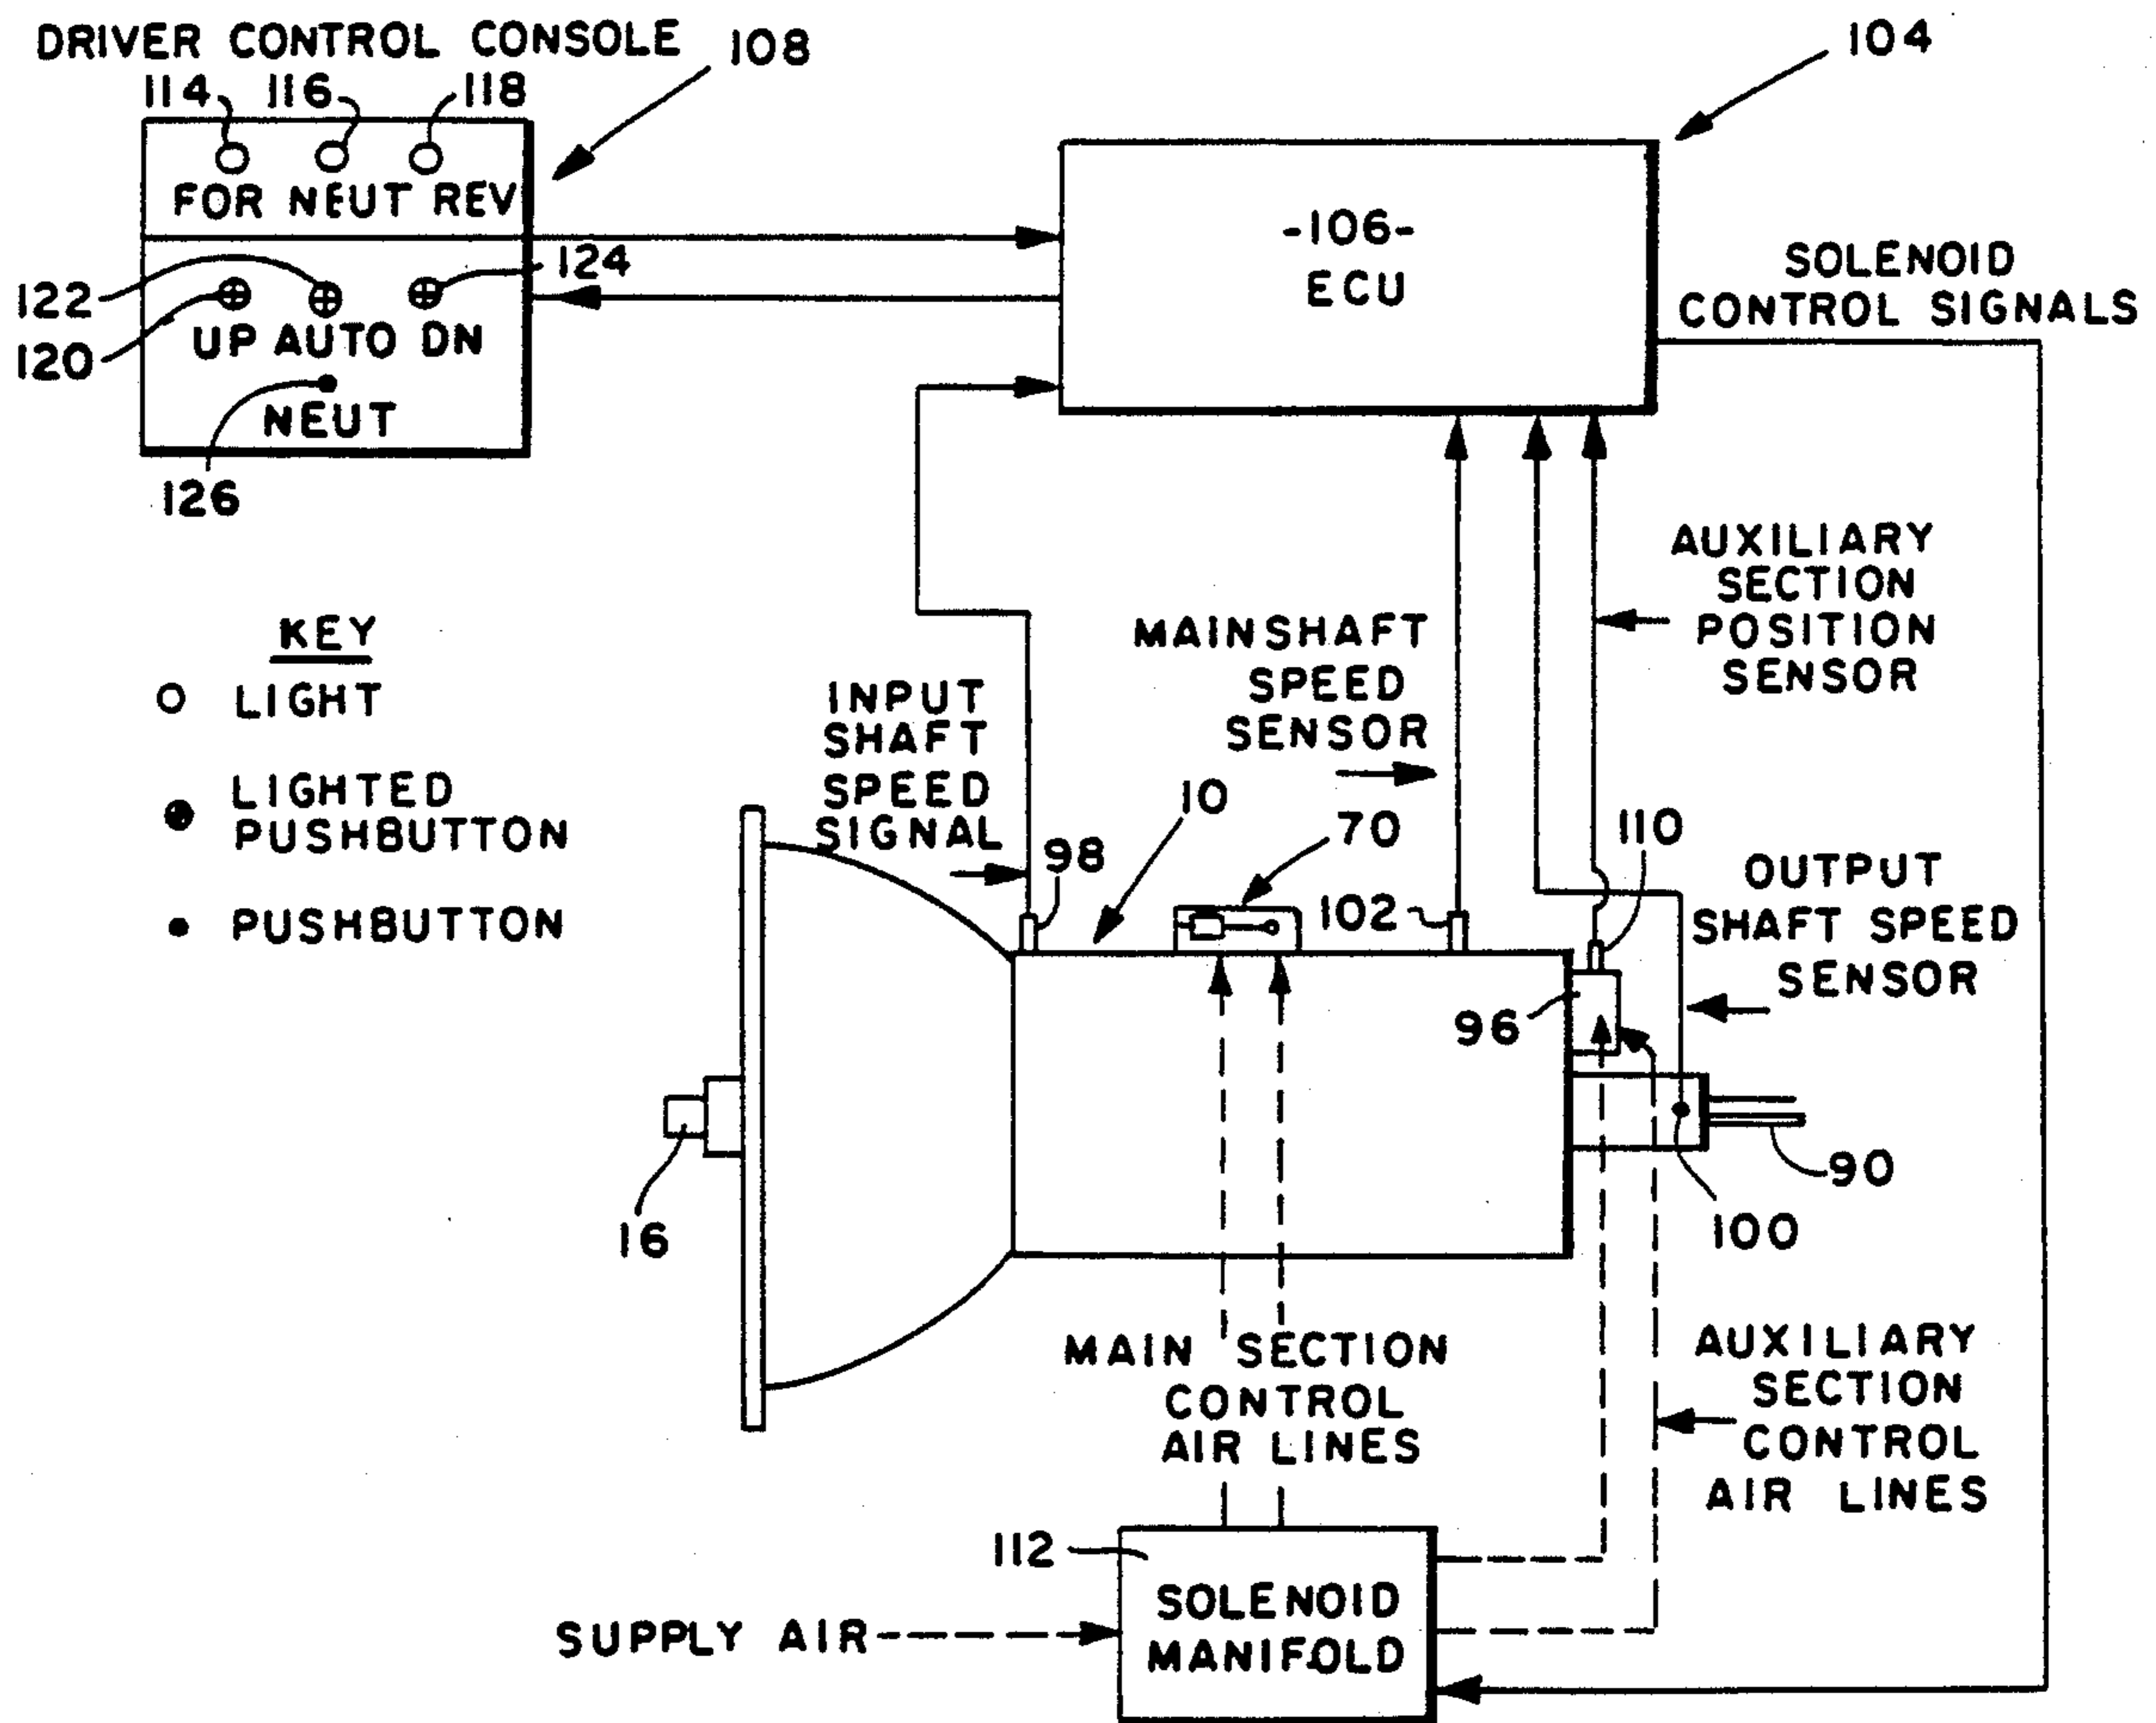 DRIVER CONTROL CONSOLE
108
104
114
116
118
FOR NEUT REV
122
124
120
UP AUTO DN
NEUT
126
-106-
ECU
SOLENOID
CONTROL SIGNALS
KEY
LIGHT
LIGHTED
PUSHBUTTON
PUSHBUTTON
INPUT
SHAFT
SPEED
SIGNAL
MAINSHAFT
SPEED
SENSOR
AUXILIARY
SECTION
POSITION
SENSOR
10
70
98
102
110
OUTPUT
SHAFT SPEED
SENSOR
96
16
90
100
MAIN SECTION
CONTROL
AIR LINES
AUXILIARY
SECTION
CONTROL
AIR LINES
112
SOLENOID
MANIFOLD
SUPPLY AIR